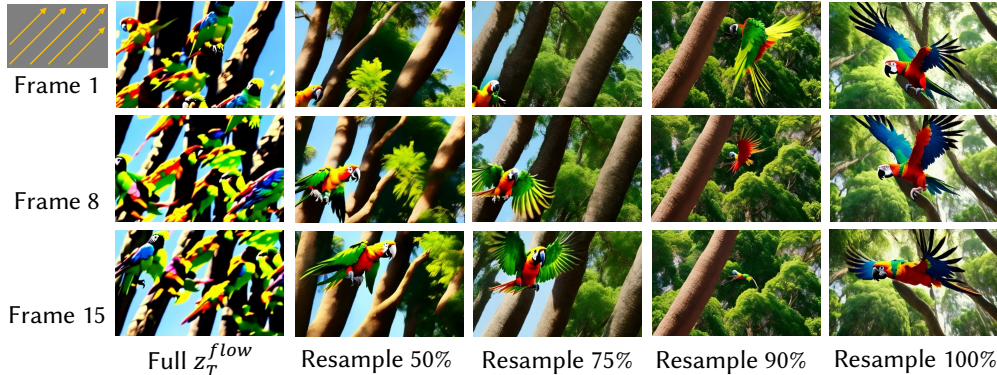 Frame 1
Frame 8
Frame 15
Full $z_T^{flow}$
Resample 50%
Resample 75%
Resample 90%
Resample 100%